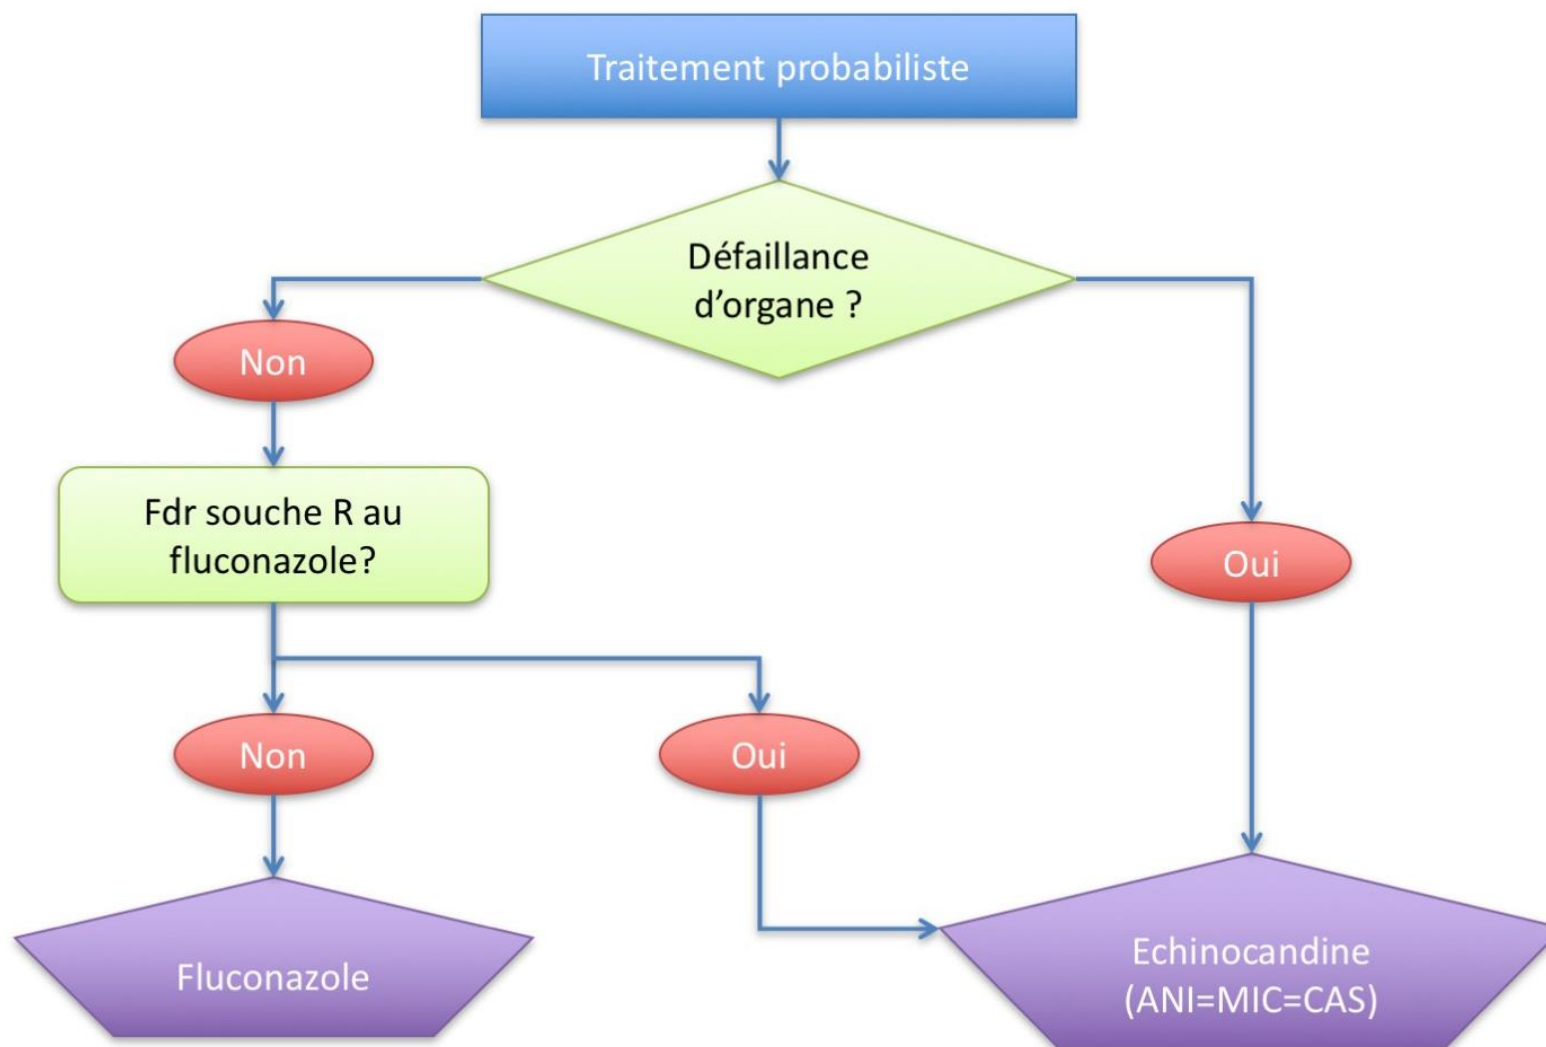 Traitement probabiliste
Défaillance
d’organe ?
Non
Fdr souche R au
fluconazole?
Oui
Non
Oui
Fluconazole
Echinocandine
(ANI=MIC=CAS)